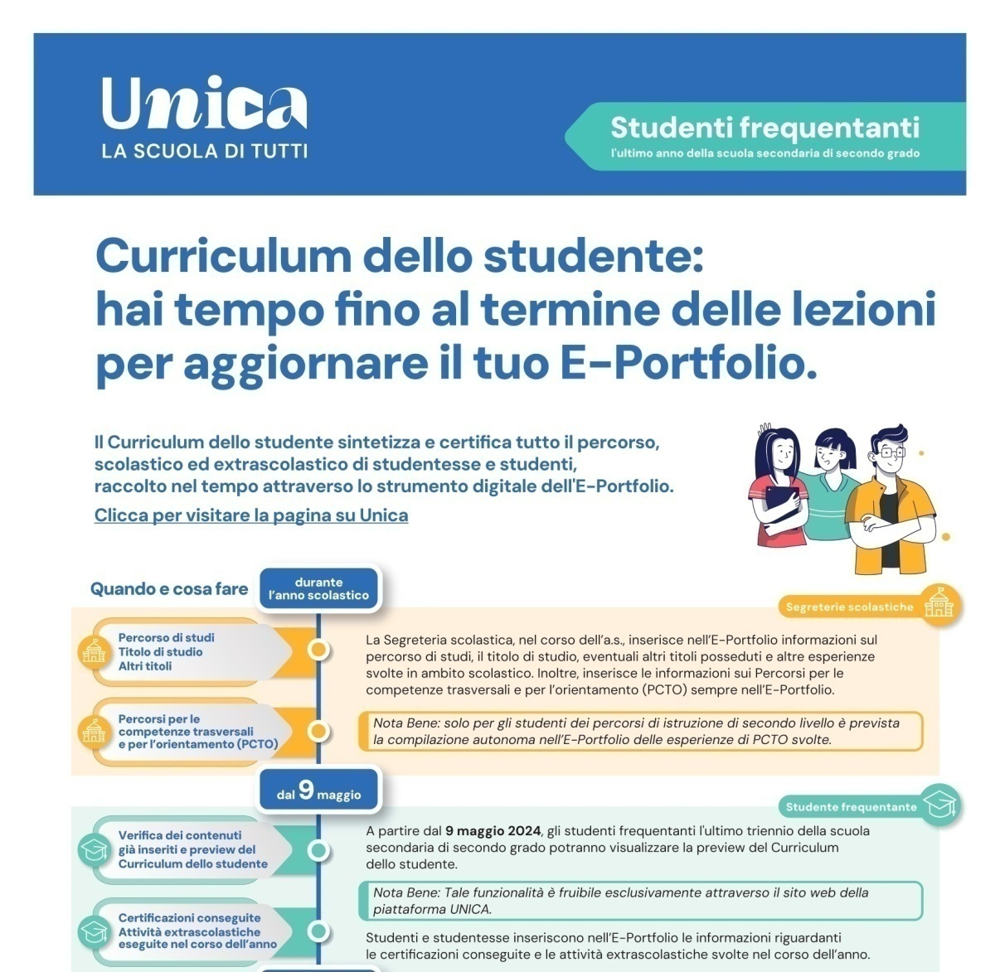 Unica
LA SCUOLA DI TUTTI
Studenti frequentanti
l'ultimo anno della scuola secondaria di secondo grado
Curriculum dello studente:
hai tempo fino al termine delle lezioni
per aggiornare il tuo E-Portfolio.
Il Curriculum dello studente sintetizza e certifica tutto il percorso,
scolastico ed extrascolastico di studentesse e studenti,
raccolto nel tempo attraverso lo strumento digitale dell'E-Portfolio.
Clicca per visitare la pagina su Unica
Quando e cosa fare
durante
l'anno scolastico
Segreterie scolastiche
Percorso di studi
Titolo di studio
Altri titoli
La Segreteria scolastica, nel corso dell'a.s., inserisce nell'E-Portfolio informazioni sul
percorso di studi, il titolo di studio, eventuali altri titoli posseduti e altre esperienze
svolte in ambito scolastico. Inoltre, inserisce le informazioni sui Percorsi per le
competenze trasversali e per l'orientamento (PCTO) sempre nell'E-Portfolio.
Percorsi per le
competenze trasversali
e per l'orientamento (PCTO)
Nota Bene: solo per gli studenti dei percorsi di istruzione di secondo livello è prevista
la compilazione autonoma nell'E-Portfolio delle esperienze di PCTO svolte.
dal 9 maggio
Studente frequentante
Verifica dei contenuti
già inseriti e preview del
Curriculum dello studente
A partire dal 9 maggio 2024, gli studenti frequentanti l'ultimo triennio della scuola
secondaria di secondo grado potranno visualizzare la preview del Curriculum
dello studente.
Nota Bene: Tale funzionalità è fruibile esclusivamente attraverso il sito web della
piattaforma UNICA.
Certificazioni conseguite
Attività extrascolastiche
eseguite nel corso dell'anno
Studenti e studentesse inseriscono nell'E-Portfolio le informazioni riguardanti
le certificazioni conseguite e le attività extrascolastiche svolte nel corso dell'anno.